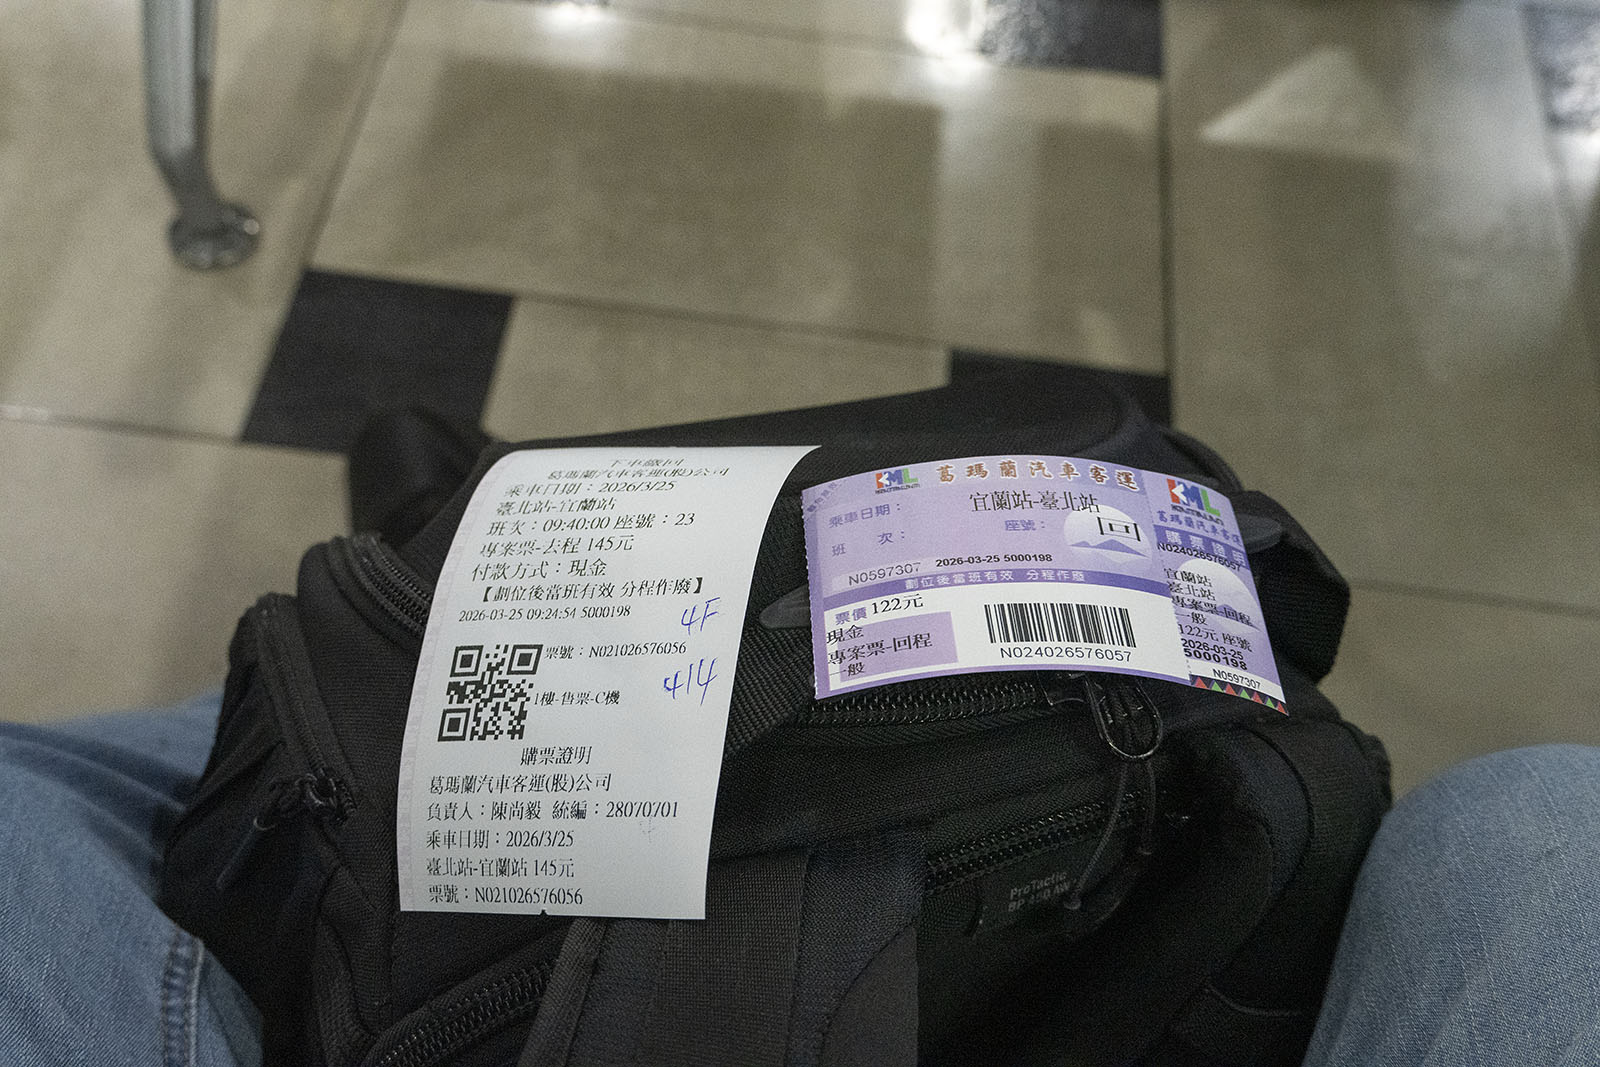 下車繳回
葛瑪蘭汽車客運(股)公司
乘車日期：2026/3/25
臺北站-宜蘭站
班次：09:40:00 座號：23
專案票-去程 145元
付款方式：現金
【劃位後當班有效 分程作廢】
2026-03-25 09:24:54 5000198
4F
票號：N021026576056
414
1樓-售票-C機
購票證明
葛瑪蘭汽車客運(股)公司
負責人：陳尚毅 統編：28070701
乘車日期：2026/3/25
臺北站-宜蘭站 145元
票號：N021026576056
KML 葛瑪蘭汽車客運
宜蘭站-臺北站
乘車日期：
座號：
回
班 次：
N0597307 2026-03-25 5000198
劃位後當班有效 分程作廢
票價 122元
現金
專案票-回程
一般
N024026576057
KML
葛瑪蘭汽車客運
購票證明
N024026576057
宜蘭站
臺北站
專案票-回程
一般
122元 座號
2026-03-25
5000198
N0597307
ProTactic
BP 450 AW